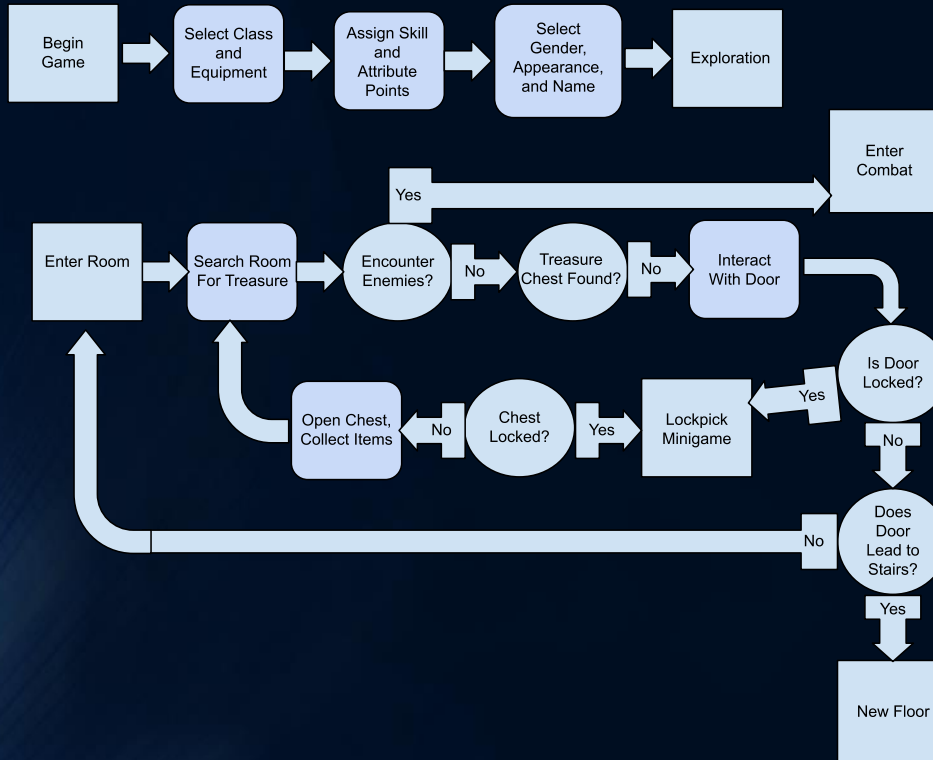 Begin
Game
Select Class
and
Equipment
Assign Skill
and
Attribute
Points
Select
Gender,
Appearance,
and Name
Exploration
Enter
Combat
Yes
Enter Room
Search Room
For Treasure
Encounter
Enemies?
No
Treasure
Chest Found?
No
Interact
With Door
Is Door
Locked?
Yes
No
Open Chest,
Collect Items
No
Chest
Locked?
Yes
Lockpick
Minigame
Does
Door
Lead to
Stairs?
No
Yes
New Floor